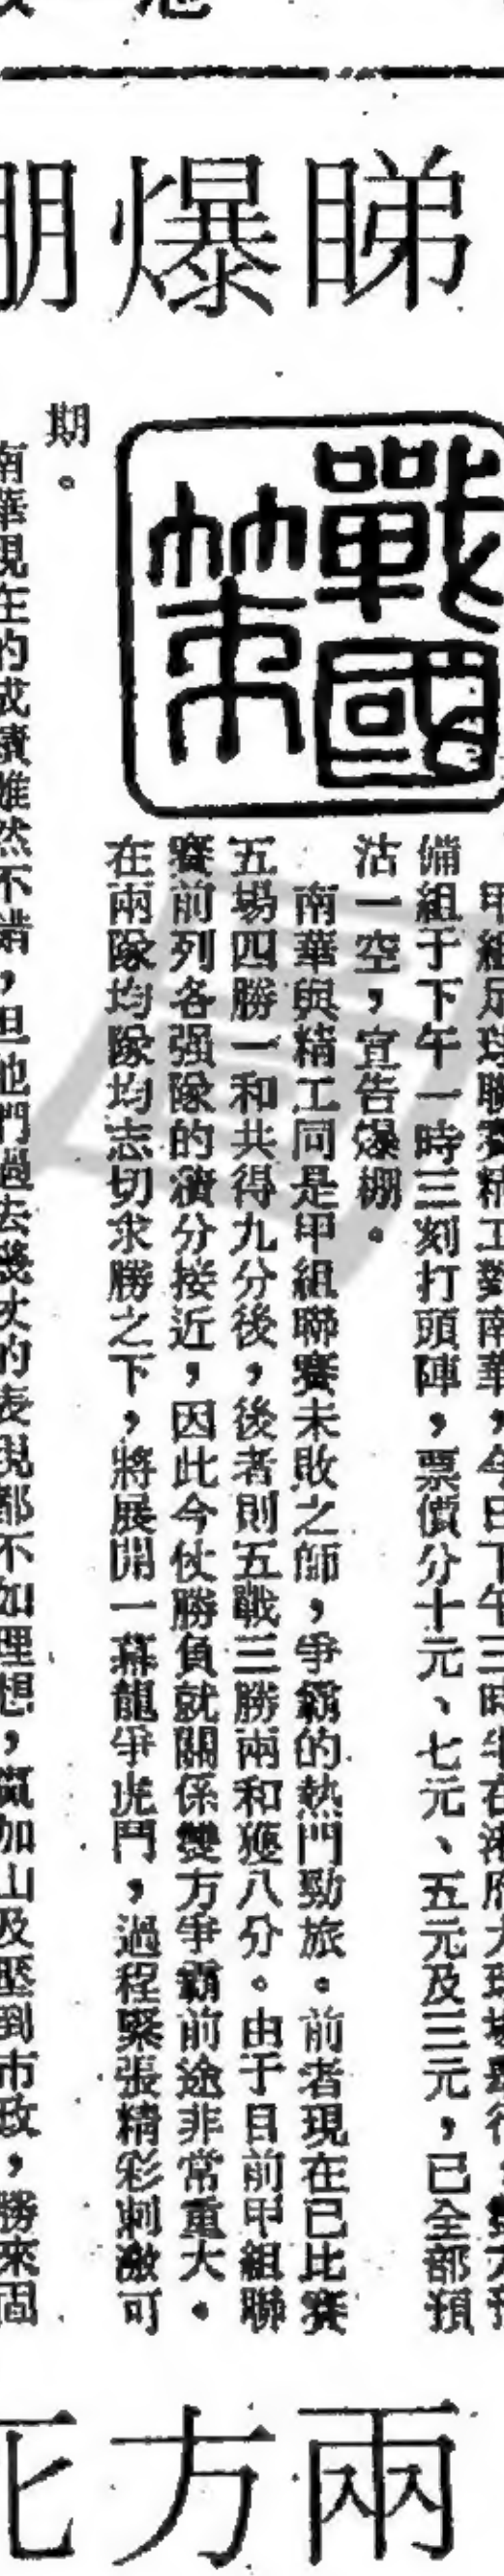 睇爆棚
戰國
策
甲組足球聯賽精工對南華，今日下午三時半在港府大球場舉行，雙方預
備組于下午一時三刻打頭陣，票價分十元、七元、五元及三元，已全部預
沽一空，宣告爆棚。
南華與精工同是甲組聯賽未敗之師，爭霸的熱門勁旅。前者現在已比賽
五場四勝一和共得九分後，後者則五戰三勝兩和獲八分。由于目前甲組聯
賽前列各强隊的積分接近，因此今仗勝負就關係雙方爭霸前途非常重大。
在兩隊均隊均志切求勝之下，將展開一幕龍爭虎鬥，過程緊張精彩刺激可
期。
南華現在的成績雖然不錯，但他們過去幾仗的表現都不如理想，氣加山及壓到市政，勝來固
兩方